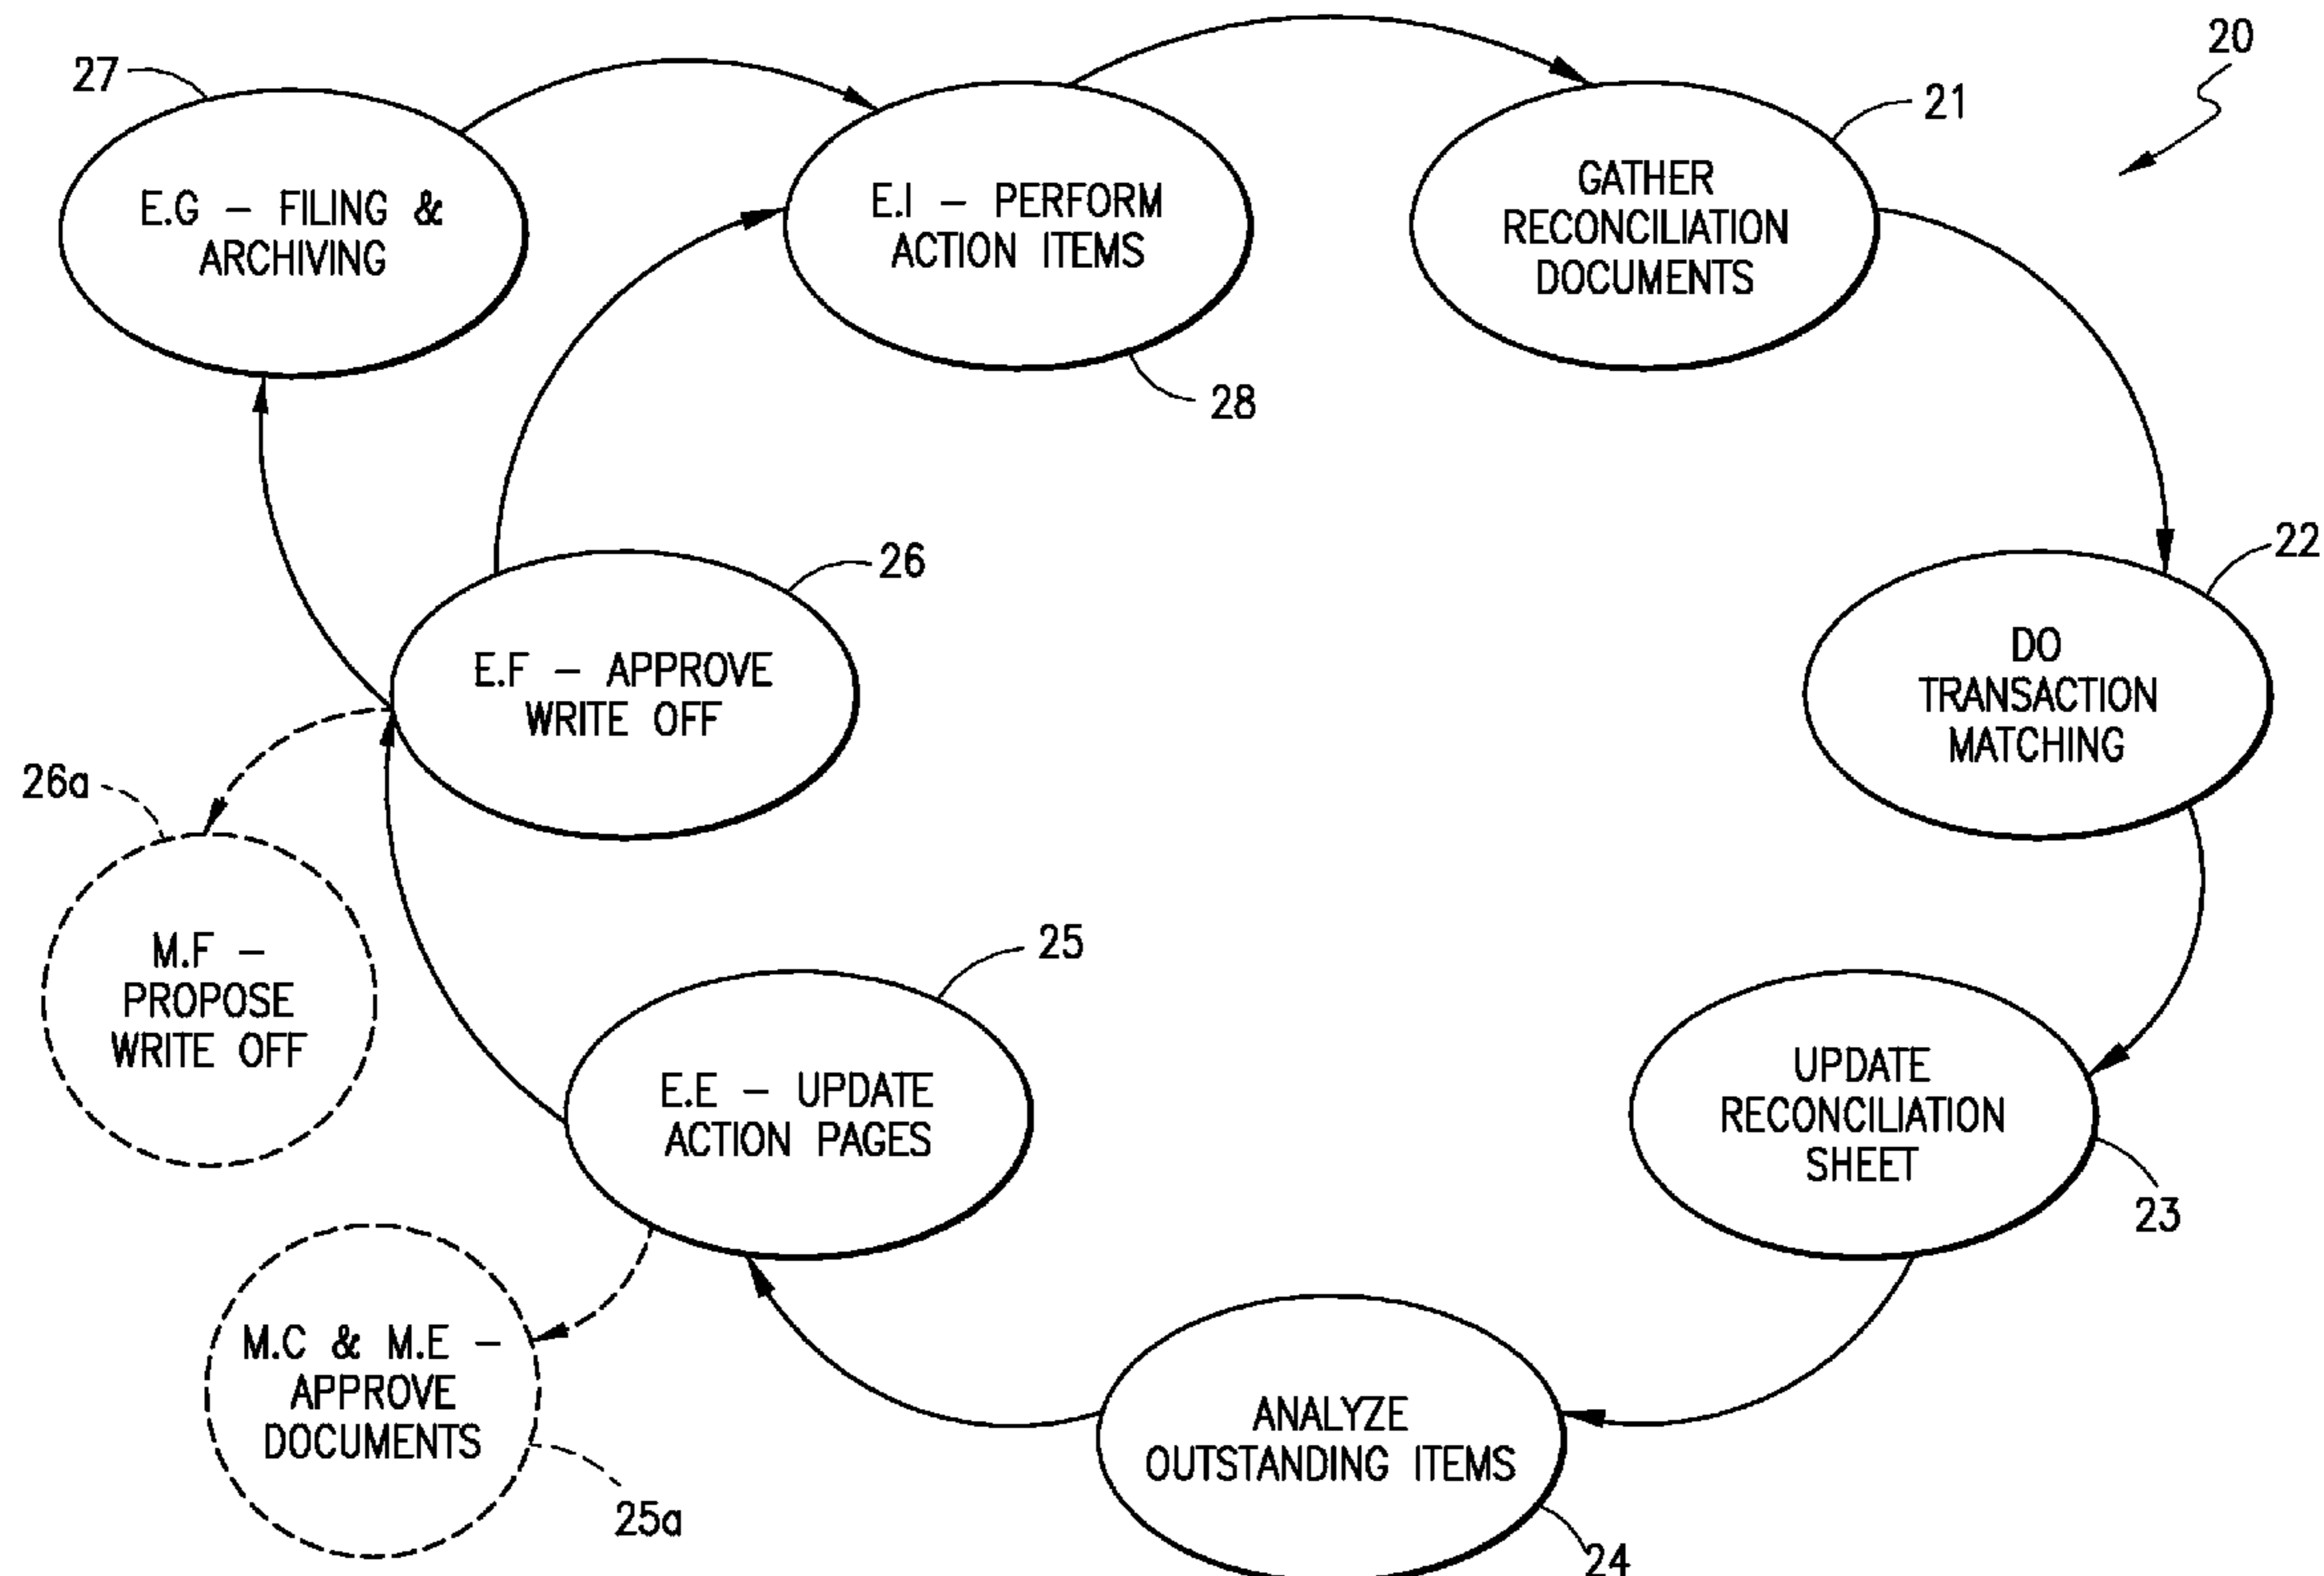 20
27
E.G – FILING &
ARCHIVING
E.I – PERFORM
ACTION ITEMS
28
21
GATHER
RECONCILIATION
DOCUMENTS
22
DO
TRANSACTION
MATCHING
26
E.F – APPROVE
WRITE OFF
26a
M.F –
PROPOSE
WRITE OFF
25
E.E – UPDATE
ACTION PAGES
UPDATE
RECONCILIATION
SHEET
23
M.C & M.E –
APPROVE
DOCUMENTS
25a
ANALYZE
OUTSTANDING ITEMS
24